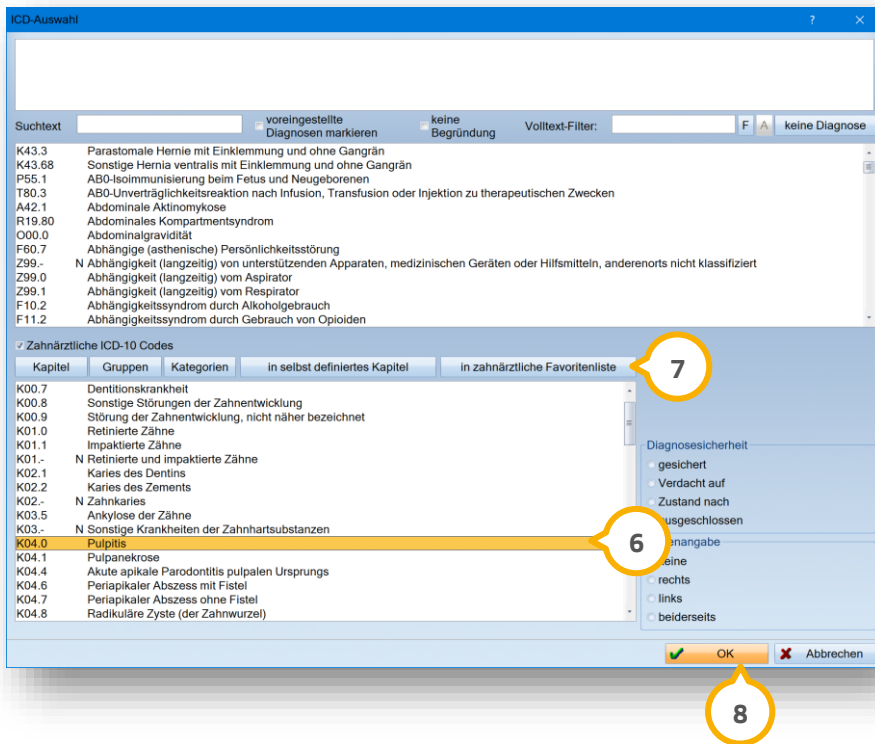 ICD-Auswahl ?
Suchtext voreingestellte Diagnosen markieren keine Begründung Volltext-Filter: F A keine Diagnose
K43.3 Parastomale Hernie mit Einklemmung und ohne Gangrän
K43.68 Sonstige Hernia ventralis mit Einklemmung und ohne Gangrän
P55.1 AB0-Isoimmunisierung beim Fetus und Neugeborenen
T80.3 AB0-Unverträglichkeitsreaktion nach Infusion, Transfusion oder Injektion zu therapeutischen Zwecken
A42.1 Abdominale Aktinomykose
R19.80 Abdominales Kompartmentsyndrom
O00.0 Abdominalgravidität
F60.7 Abhängige (asthenische) Persönlichkeitsstörung
Z99.- N Abhängigkeit (langzeitig) von unterstützenden Apparaten, medizinischen Geräten oder Hilfsmitteln, anderenorts nicht klassifiziert
Z99.0 Abhängigkeit (langzeitig) vom Aspirator
Z99.1 Abhängigkeit (langzeitig) vom Respirator
F10.2 Abhängigkeitssyndrom durch Alkoholgebrauch
F11.2 Abhängigkeitssyndrom durch Gebrauch von Opioiden
Zahnärztliche ICD-10 Codes
Kapitel Gruppen Kategorien in selbst definiertes Kapitel in zahnärztliche Favoritenliste
7
K00.7 Dentitionskrankheit
K00.8 Sonstige Störungen der Zahnentwicklung
K00.9 Störung der Zahnentwicklung, nicht näher bezeichnet
K01.0 Retinierte Zähne
K01.1 Impaktierte Zähne
K01.- N Retinierte und impaktierte Zähne
K02.1 Karies des Dentins
K02.2 Karies des Zements
K02.- N Zahnkaries
K03.5 Ankylose der Zähne
K03.- N Sonstige Krankheiten der Zahnhartsubstanzen
K04.0 Pulpitis
K04.1 Pulpanekrose
K04.4 Akute apikale Parodontitis pulpalen Ursprungs
K04.6 Periapikaler Abszess mit Fistel
K04.7 Periapikaler Abszess ohne Fistel
K04.8 Radikuläre Zyste (der Zahnwurzel)
6
Diagnosesicherheit
gesichert
Verdacht auf
Zustand nach
usgeschlossen
enangabe
eine
rechts
links
beiderseits
OK Abbrechen
8